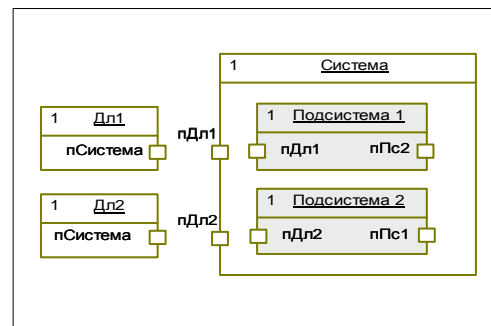 1 Система
1 Дл1
пСистема
пДл1
1 Подсистема 1
пДл1 пПс2
1 Дл2
пСистема
пДл2
1 Подсистема 2
пДл2 пПс1